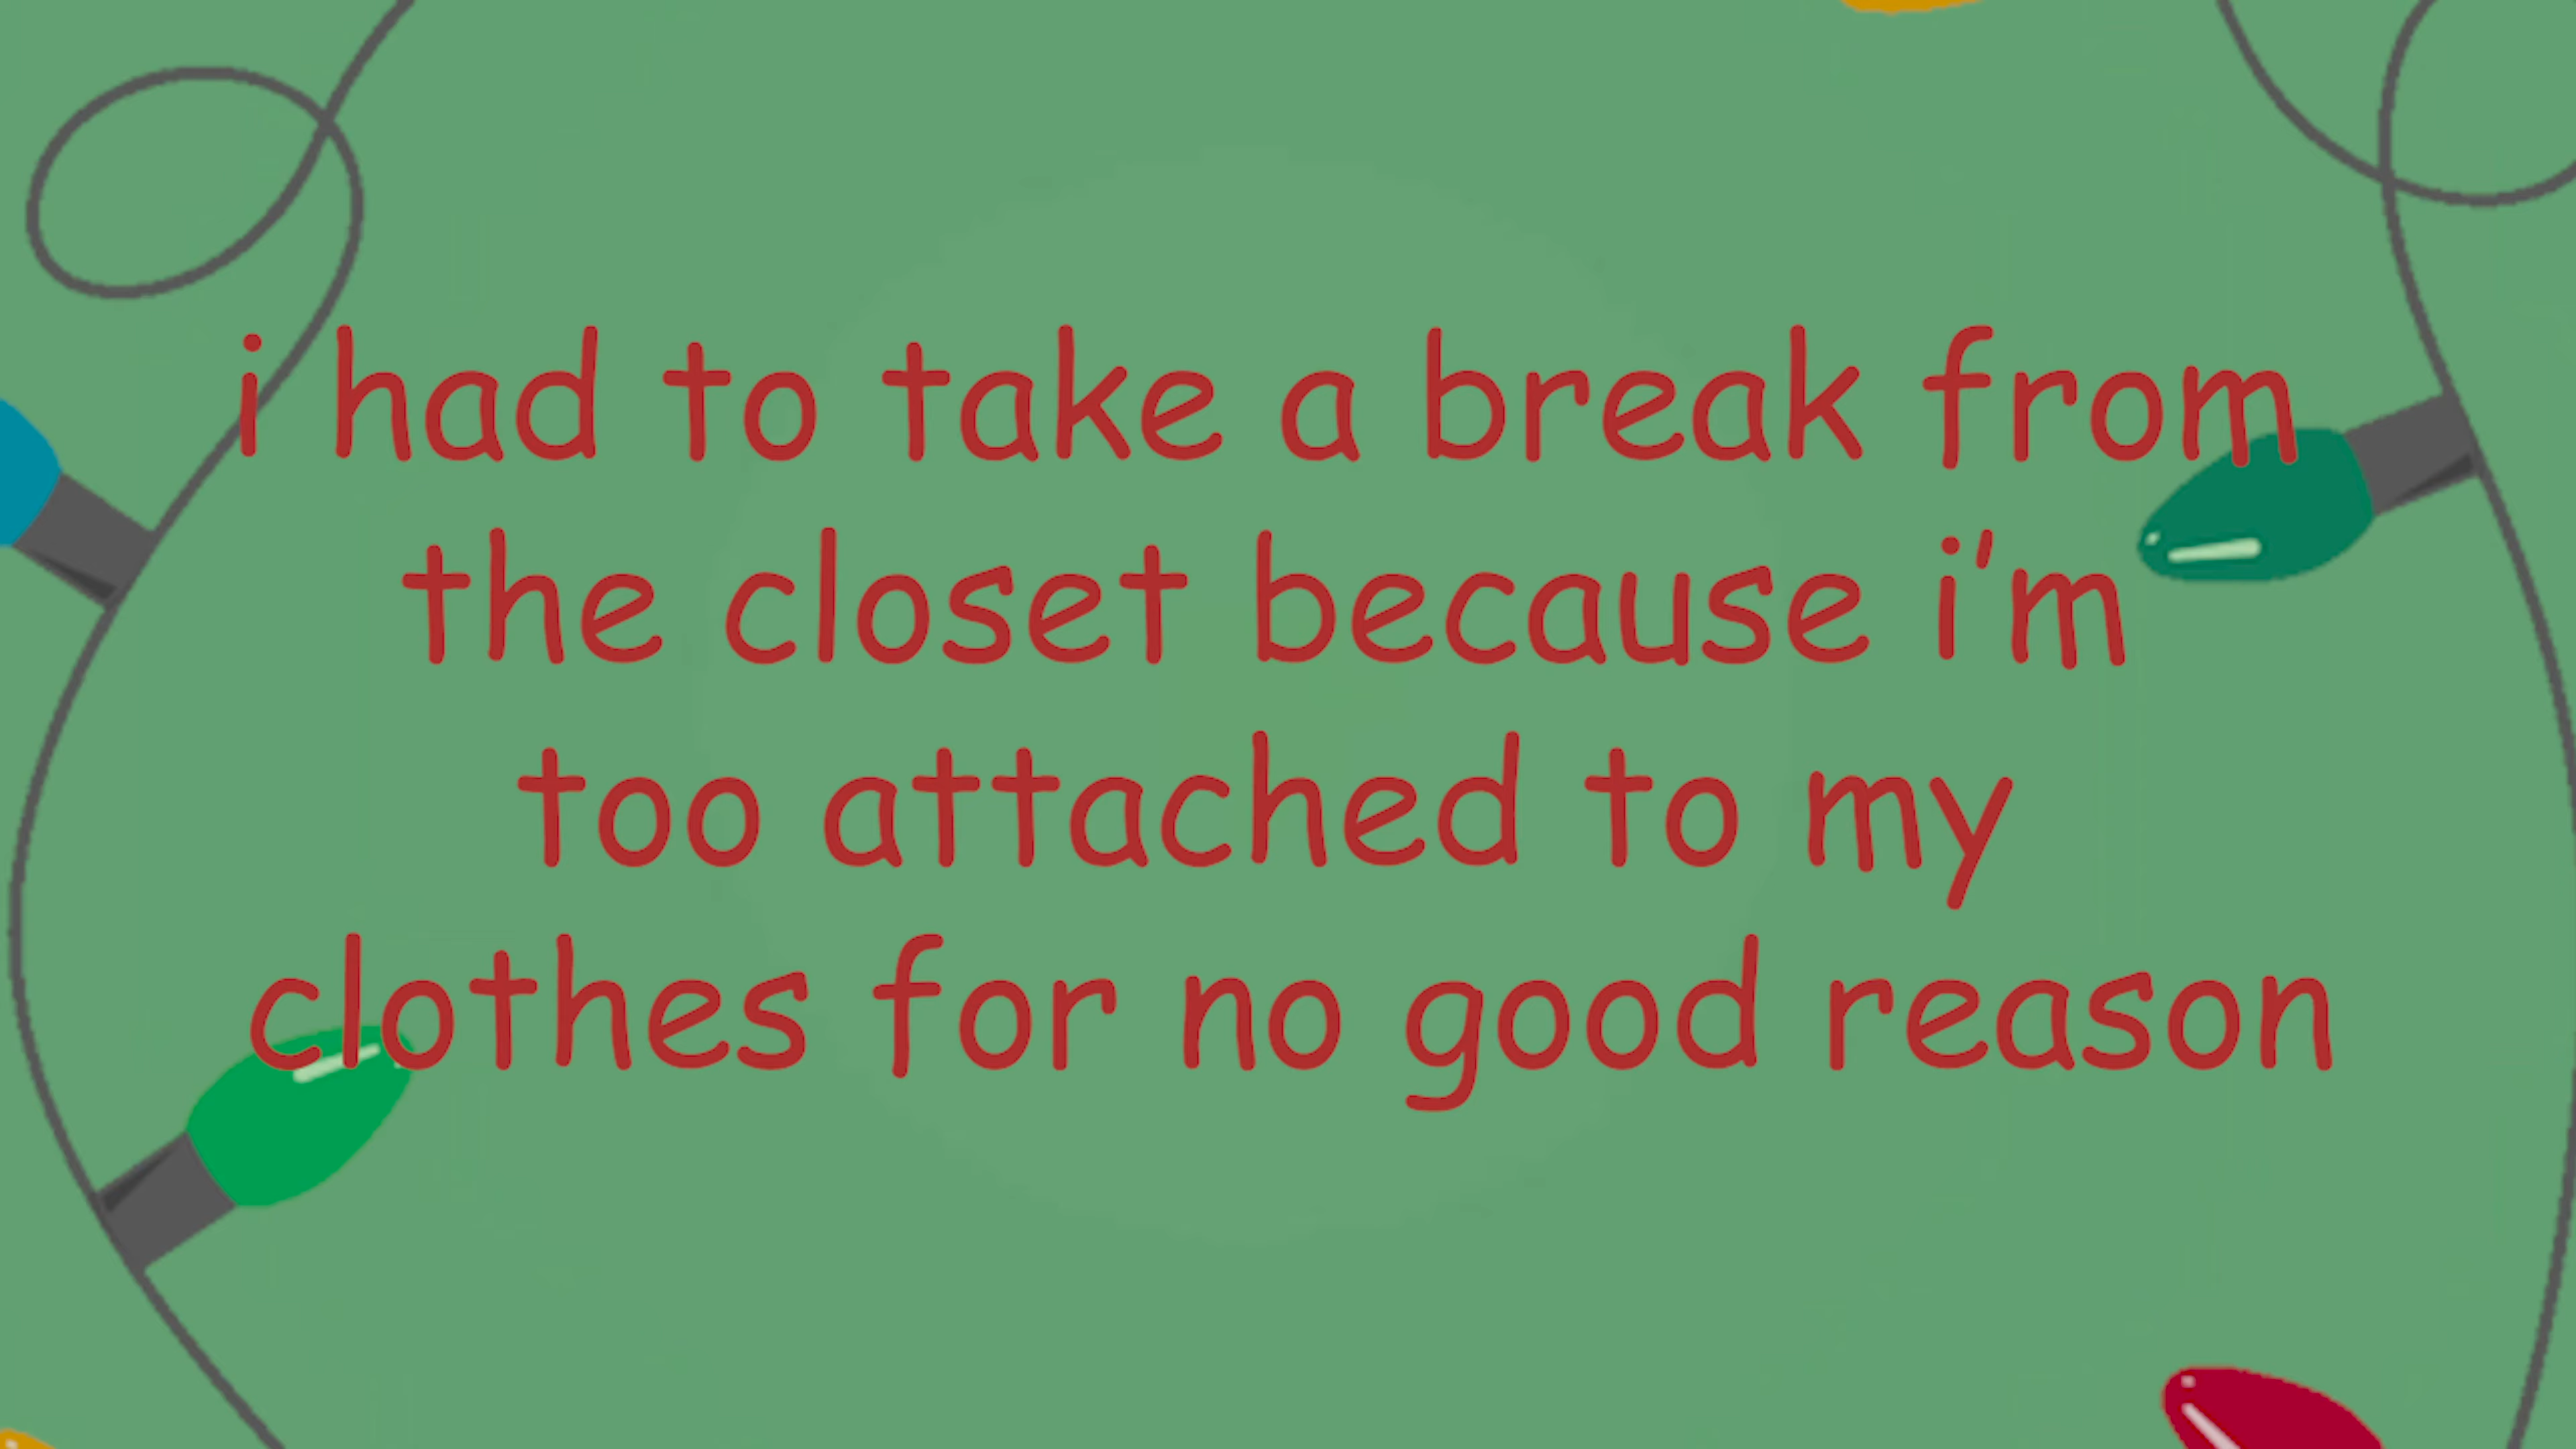 i had to take a break from
the closet because i'm
too attached to my
clothes for no good reason